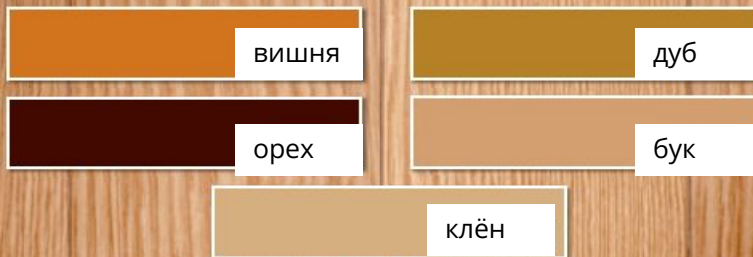 вишня
дуб
орех
бук
клён